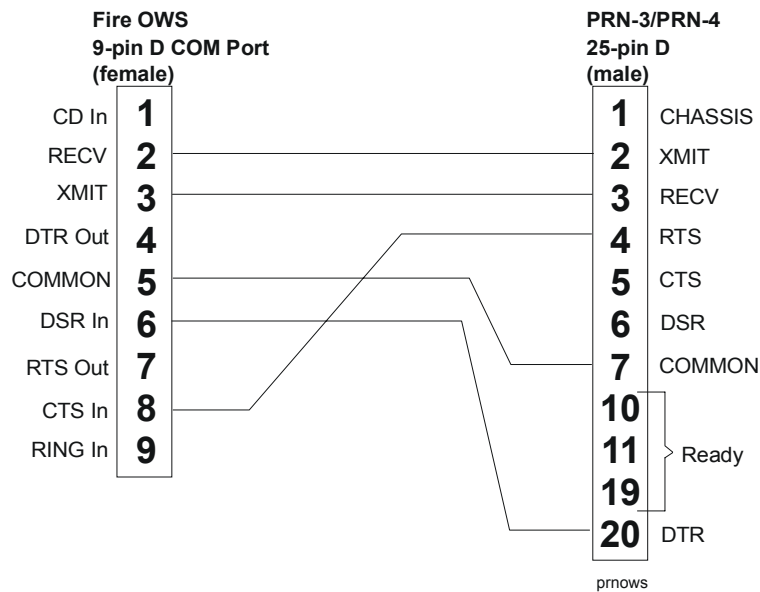 Fire OWS
9-pin D COM Port
(female)
PRN-3/PRN-4
25-pin D
(male)
CD In 1
RECV 2
XMIT 3
DTR Out 4
COMMON 5
DSR In 6
RTS Out 7
CTS In 8
RING In 9
1 CHASSIS
2 XMIT
3 RECV
4 RTS
5 CTS
6 DSR
7 COMMON
10
11 Ready
19
20 DTR
prnows